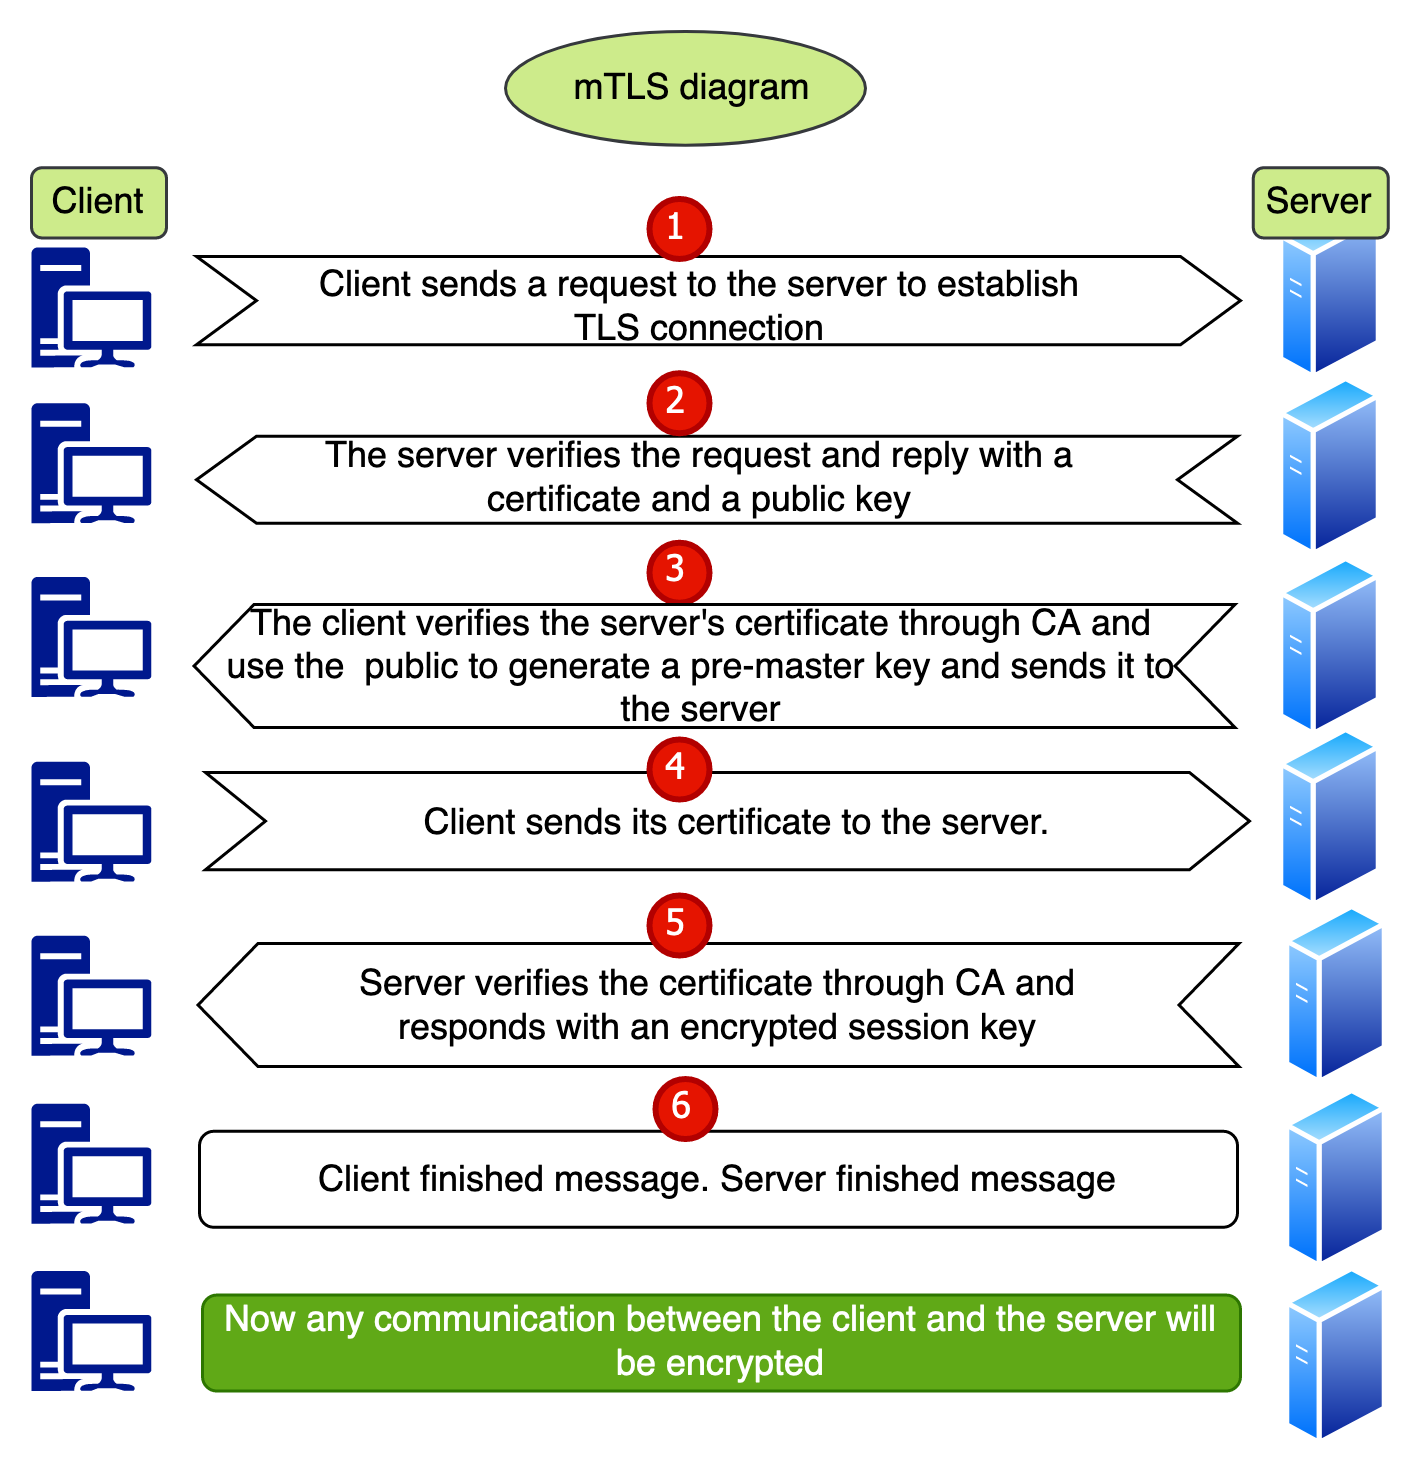 mTLS diagram
Client
Server
1
Client sends a request to the server to establish
TLS connection
2
The server verifies the request and reply with a
certificate and a public key
3
The client verifies the server's certificate through CA and
use the  public to generate a pre-master key and sends it to
the server
4
Client sends its certificate to the server.
5
Server verifies the certificate through CA and
responds with an encrypted session key
6
Client finished message. Server finished message
Now any communication between the client and the server will
be encrypted